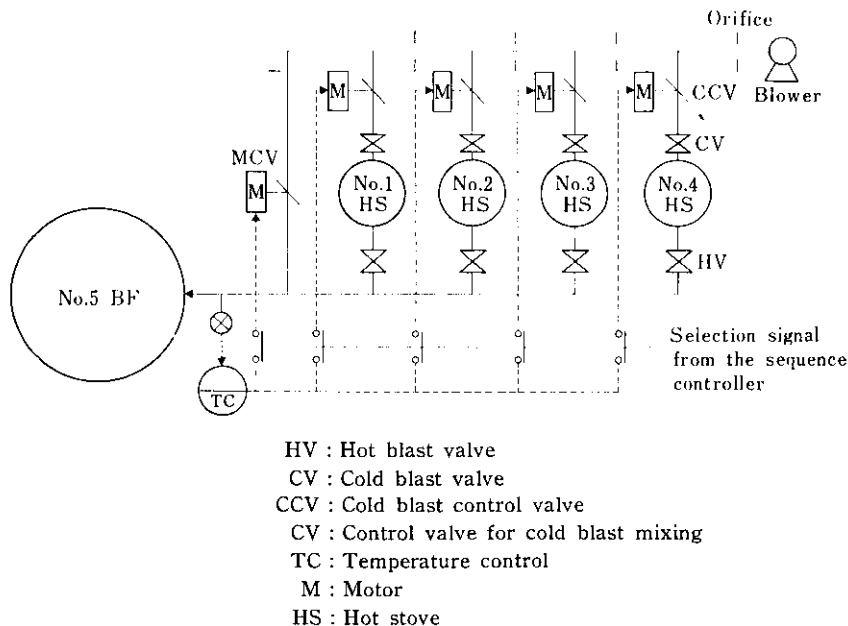 Orifice
Blower
M
M
M
M
CCV
CV
MCV
M
No.1
HS
No.2
HS
No.3
HS
No.4
HS
HV
No.5 BF
TC
Selection signal
from the sequence
controller
HV : Hot blast valve
CV : Cold blast valve
CCV : Cold blast control valve
CV : Control valve for cold blast mixing
TC : Temperature control
M : Motor
HS : Hot stove